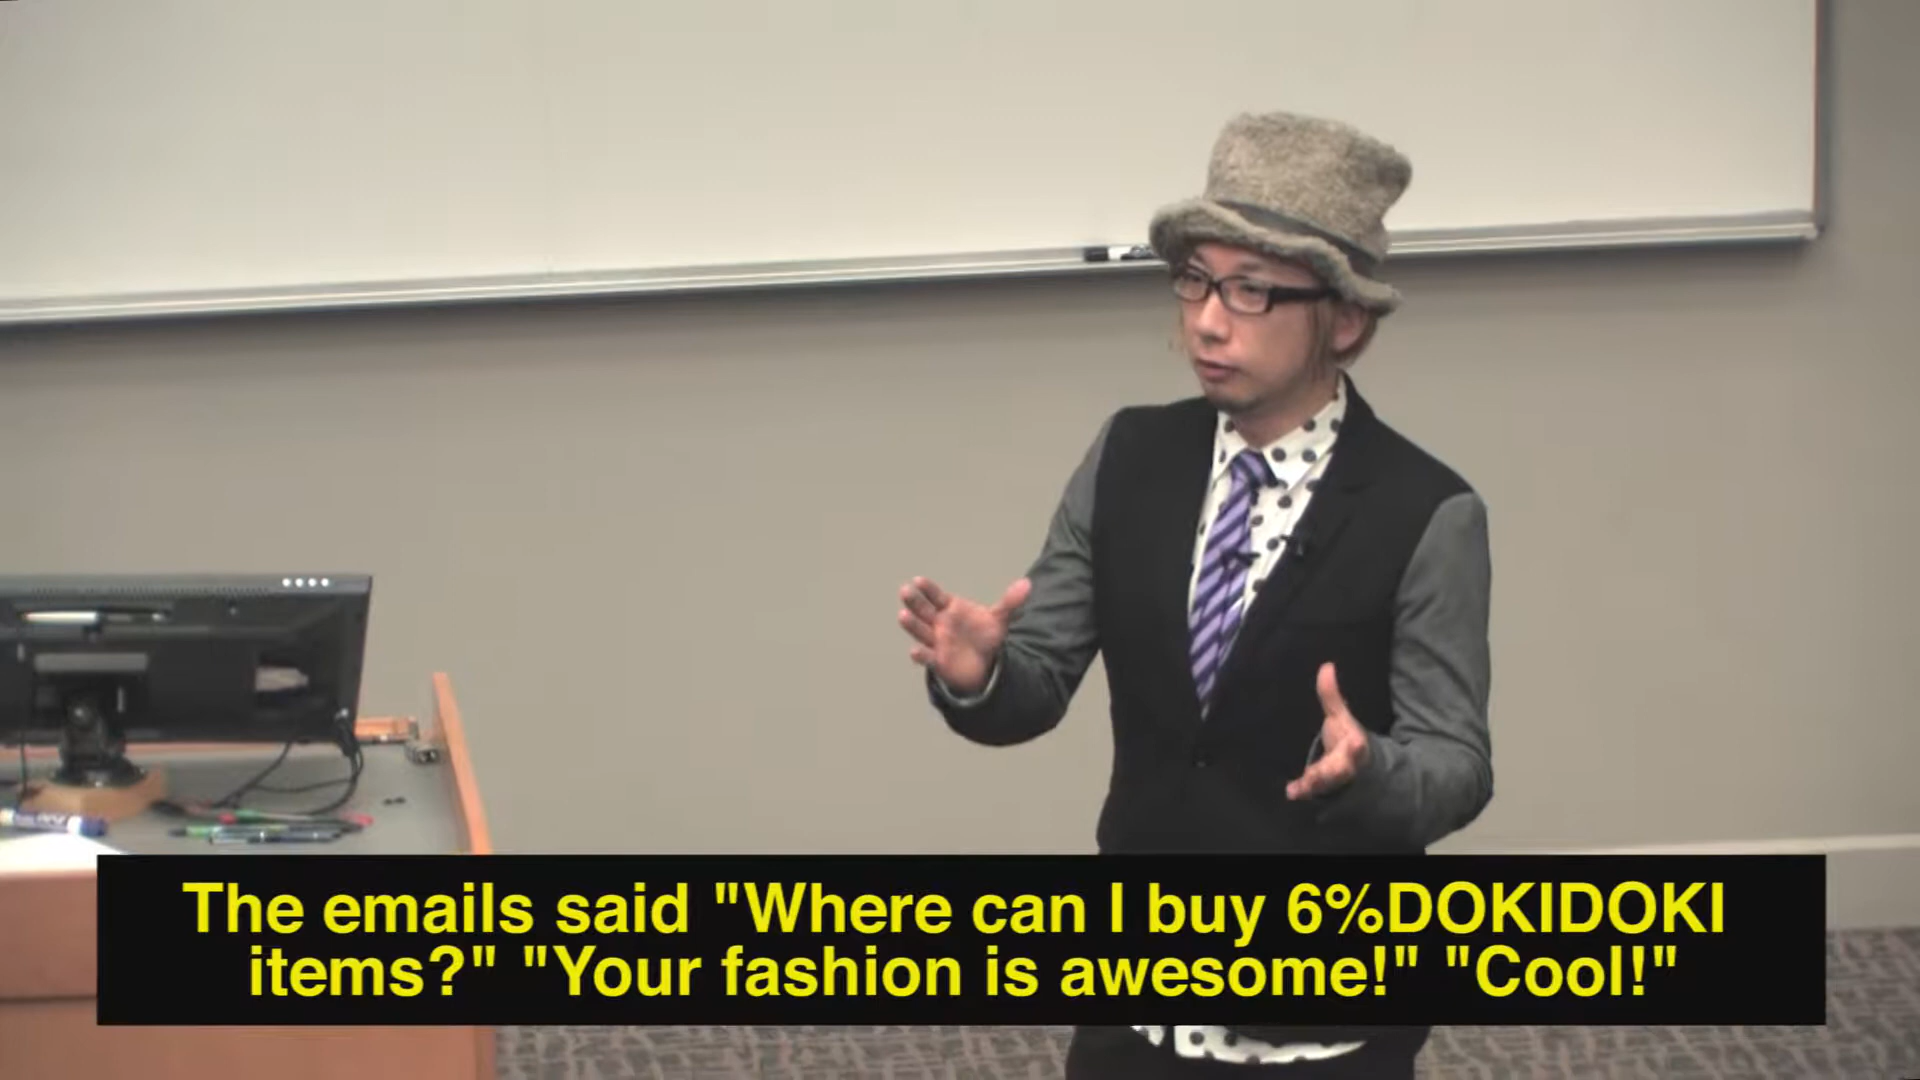 The emails said "Where can I buy 6%DOKIDOKI
items?" "Your fashion is awesome!" "Cool!"